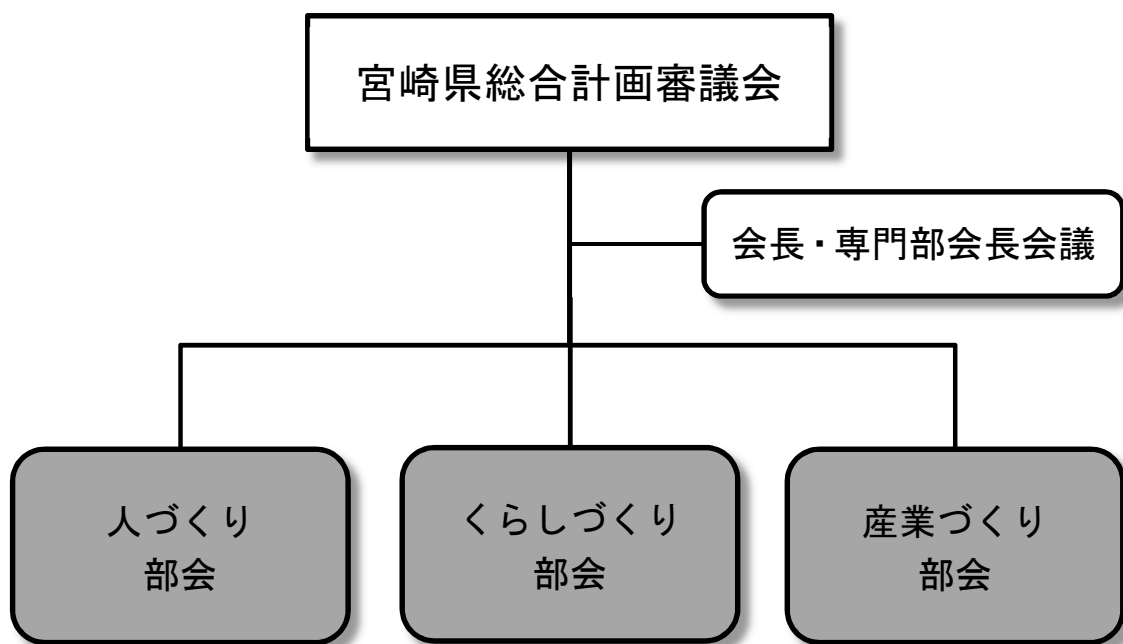 宮崎県総合計画審議会
会長・専門部会長会議
人づくり
部会
くらしづくり
部会
産業づくり
部会